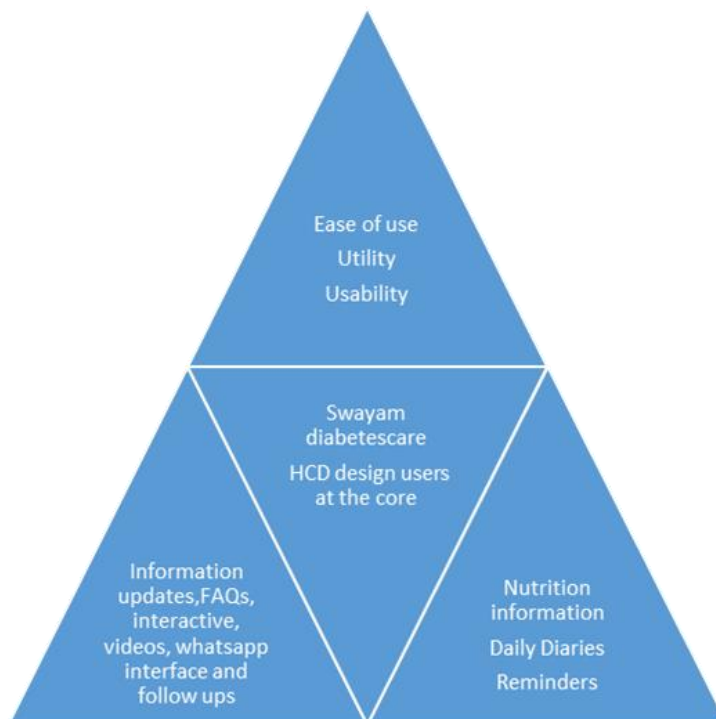 Ease of use
Utility
Usability
Swayam
diabetescare
HCD design users
at the core
Information
updates,FAQs,
interactive,
videos, whatsapp
interface and
follow ups
Nutrition
information
Daily Diaries
Reminders